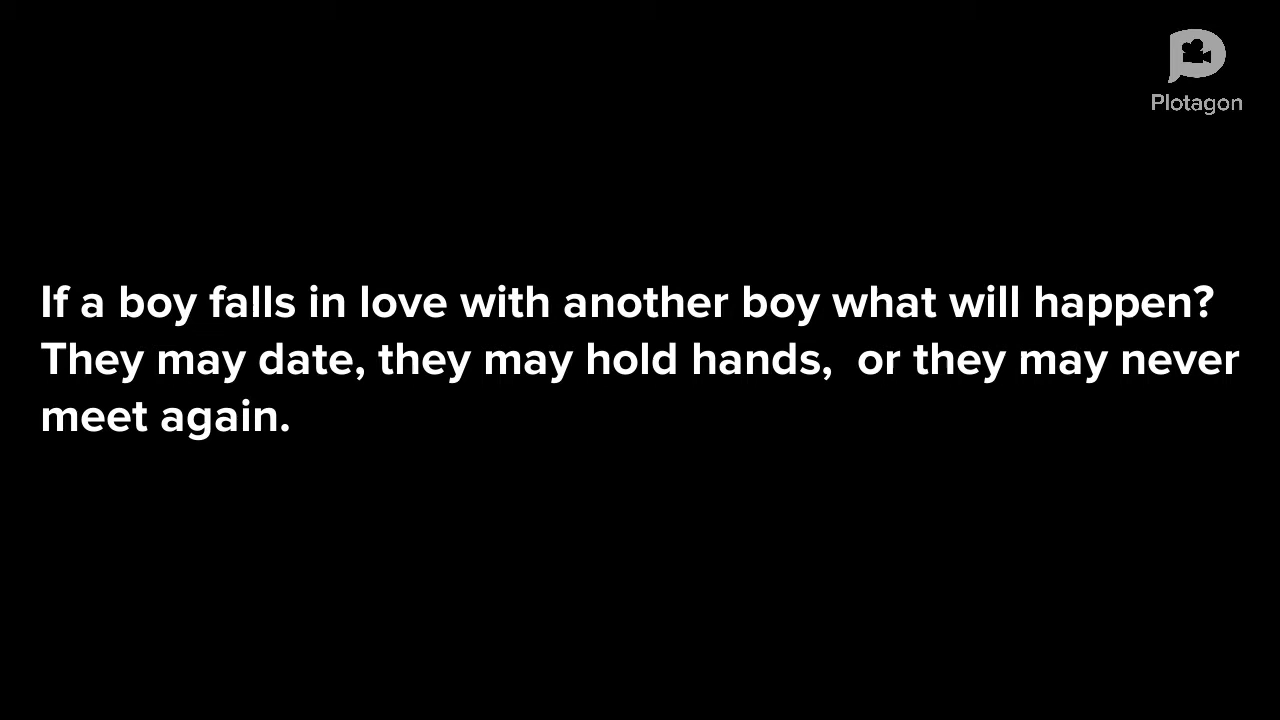 Plotagon
If a boy falls in love with another boy what will happen?
They may date, they may hold hands,  or they may never
meet again.